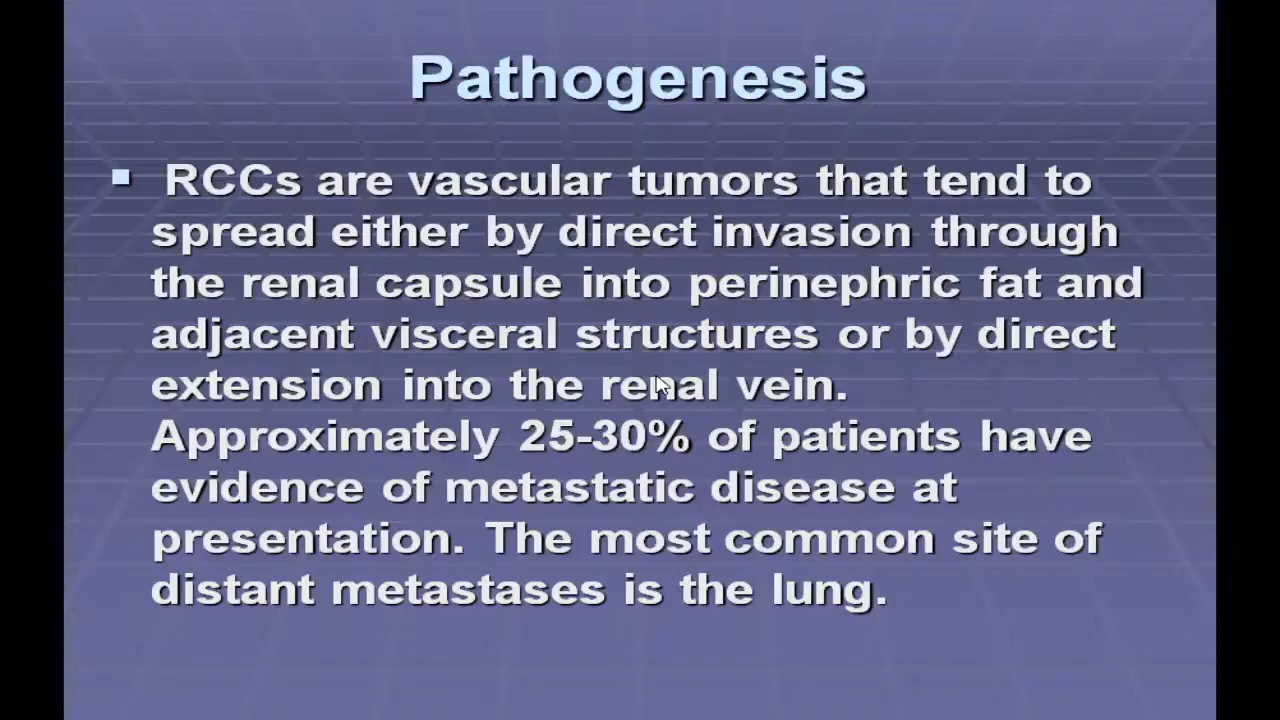 Pathogenesis
▪ RCCs are vascular tumors that tend to
spread either by direct invasion through
the renal capsule into perinephric fat and
adjacent visceral structures or by direct
extension into the renal vein.
Approximately 25-30% of patients have
evidence of metastatic disease at
presentation. The most common site of
distant metastases is the lung.